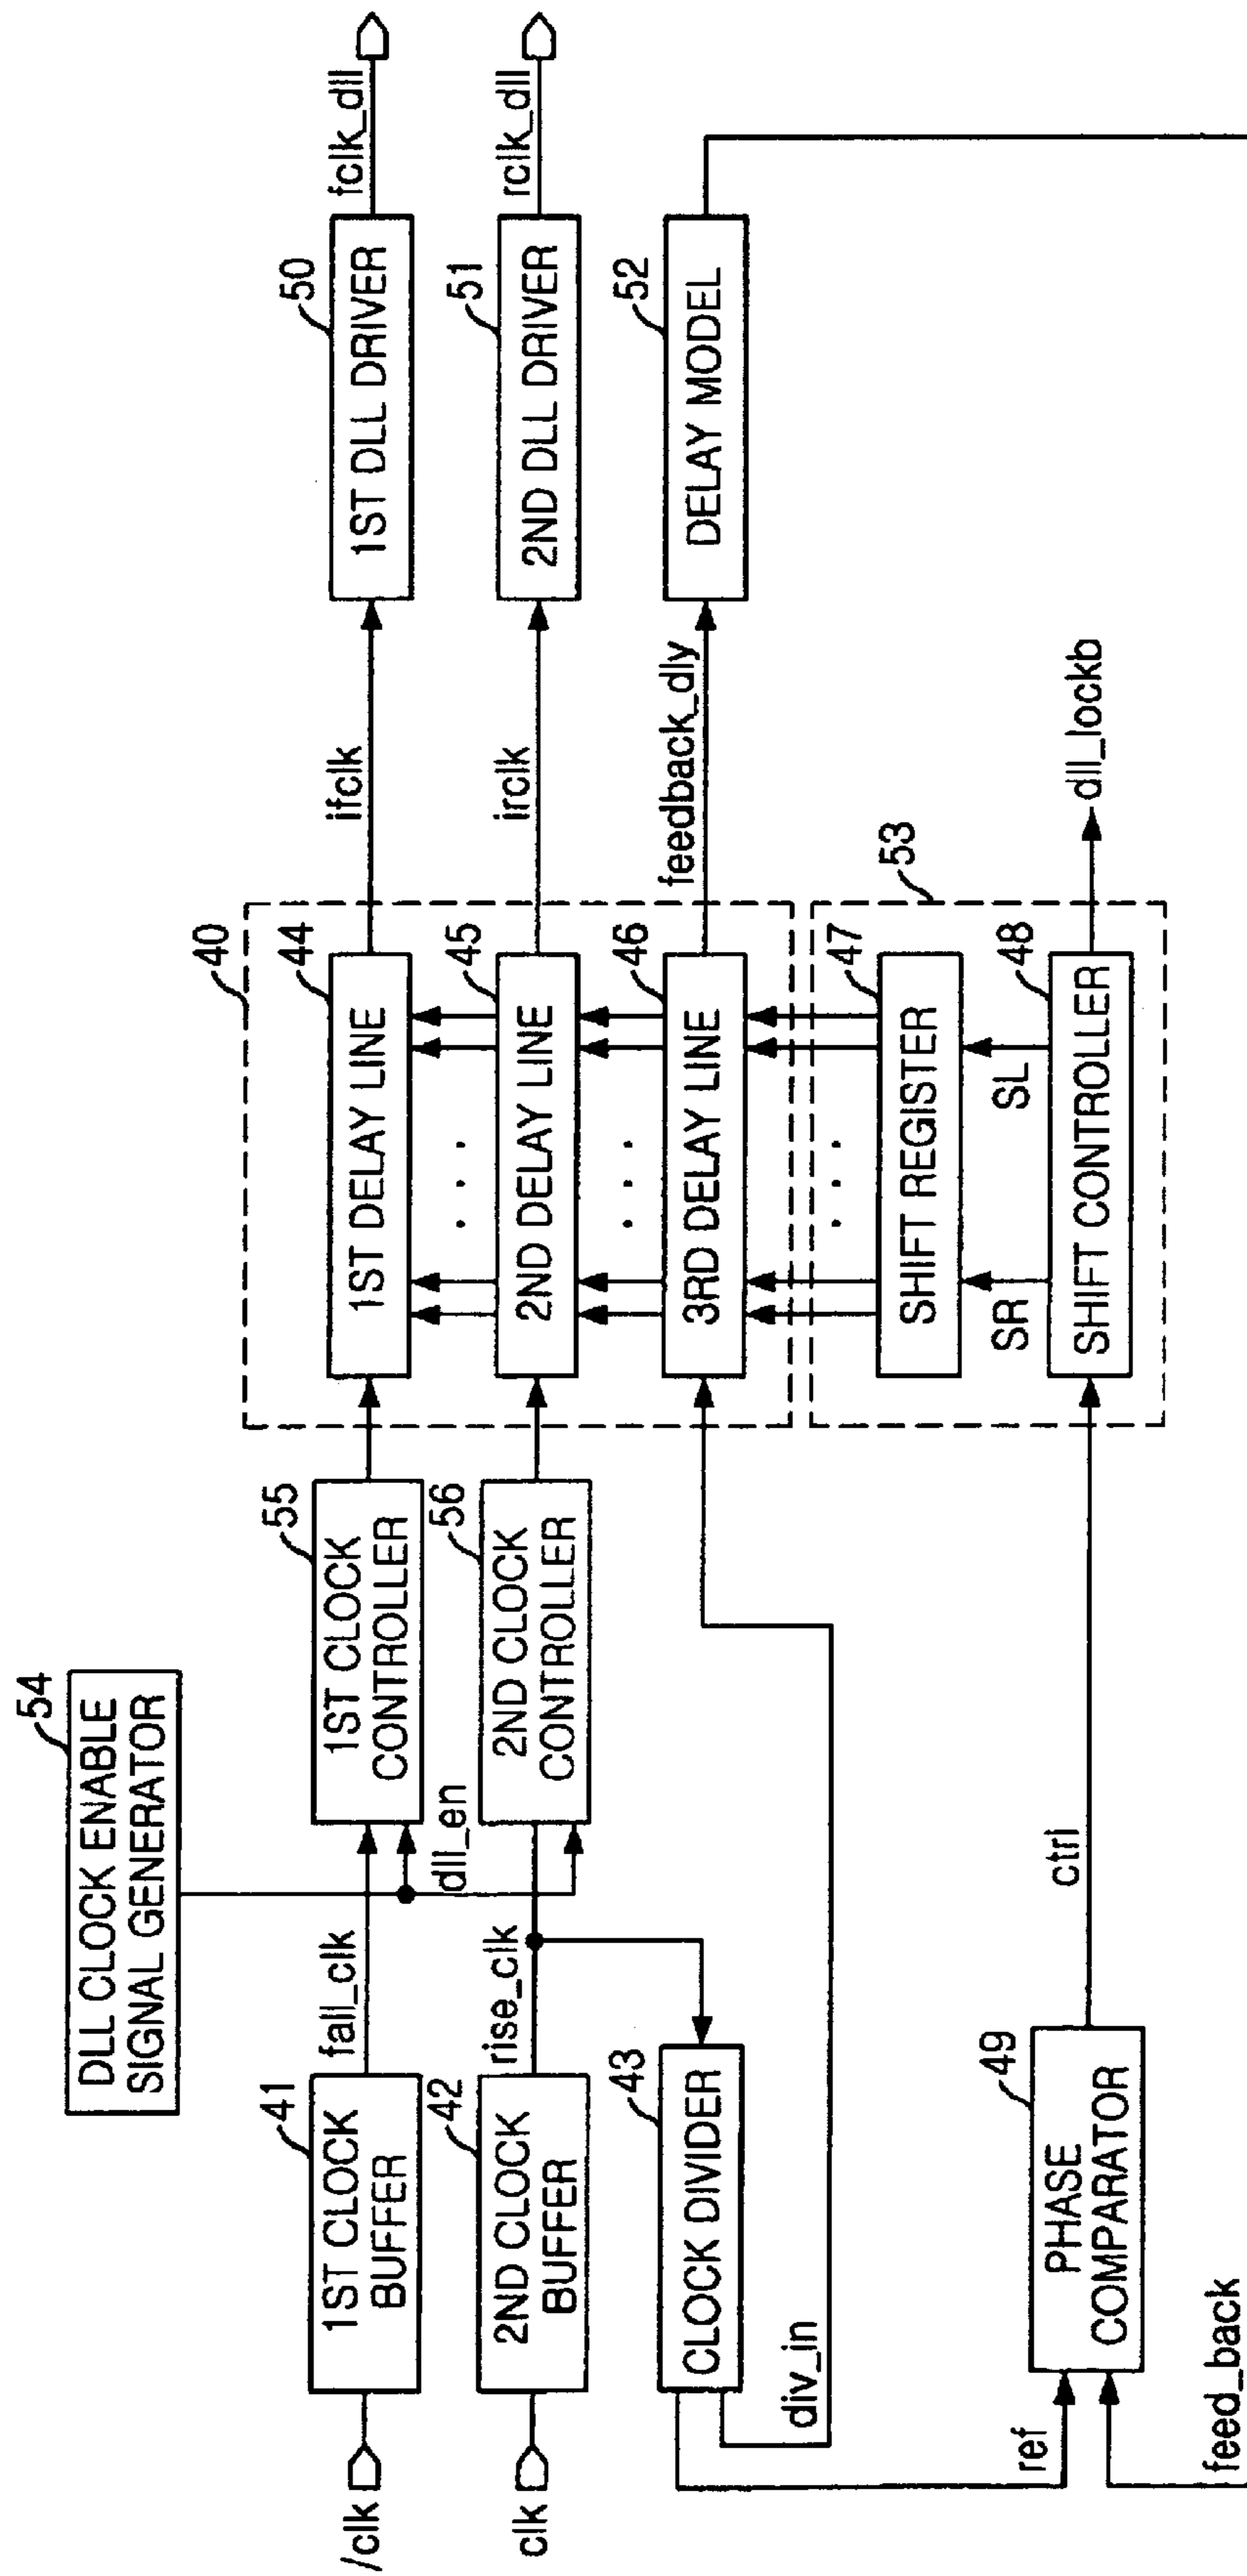 54
DLL CLOCK ENABLE
SIGNAL GENERATOR
/clk
41
1ST CLOCK
BUFFER
fall_clk
55
1ST CLOCK
CONTROLLER
dll_en
40
44
1ST DELAY LINE
ifclk
50
1ST DLL DRIVER
fclk_dll
clk
42
2ND CLOCK
BUFFER
rise_clk
56
2ND CLOCK
CONTROLLER
45
2ND DELAY LINE
irclk
51
2ND DLL DRIVER
rclk_dll
43
CLOCK DIVIDER
div_in
46
3RD DELAY LINE
feedback_dly
52
DELAY MODEL
53
47
SHIFT REGISTER
SR
SL
ref
feed_back
49
PHASE
COMPARATOR
ctrl
48
SHIFT CONTROLLER
dll_lockb